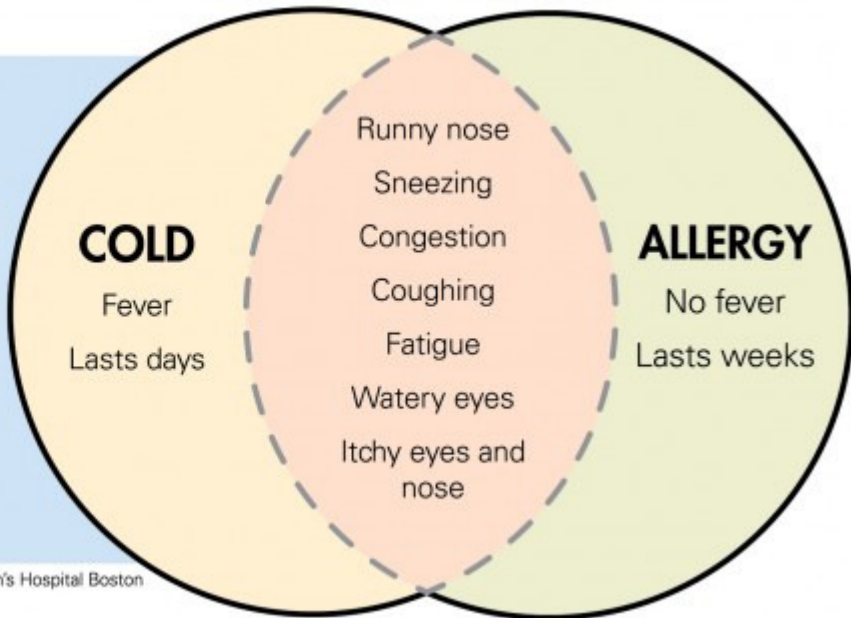 COLD
Fever
Lasts days
Runny nose
Sneezing
Congestion
Coughing
Fatigue
Watery eyes
Itchy eyes and
nose
ALLERGY
No fever
Lasts weeks
n's Hospital Boston